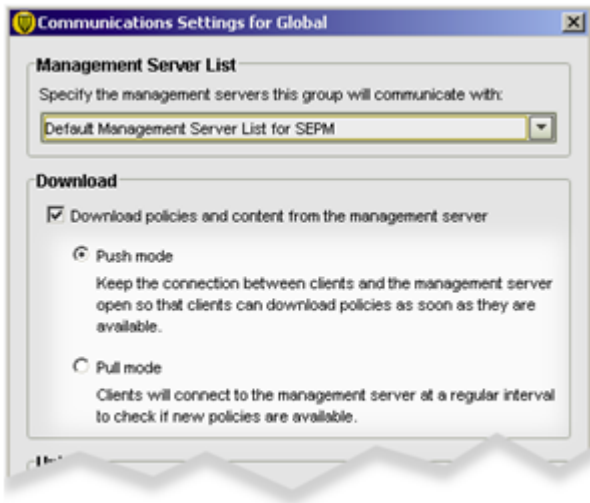 Communications Settings for Global
Management Server List
Specify the management servers this group will communicate with:
Default Management Server List for SEPM
Download
Download policies and content from the management server
Push mode
Keep the connection between clients and the management server
open so that clients can download policies as soon as they are
available.
Pull mode
Clients will connect to the management server at a regular interval
to check if new policies are available.